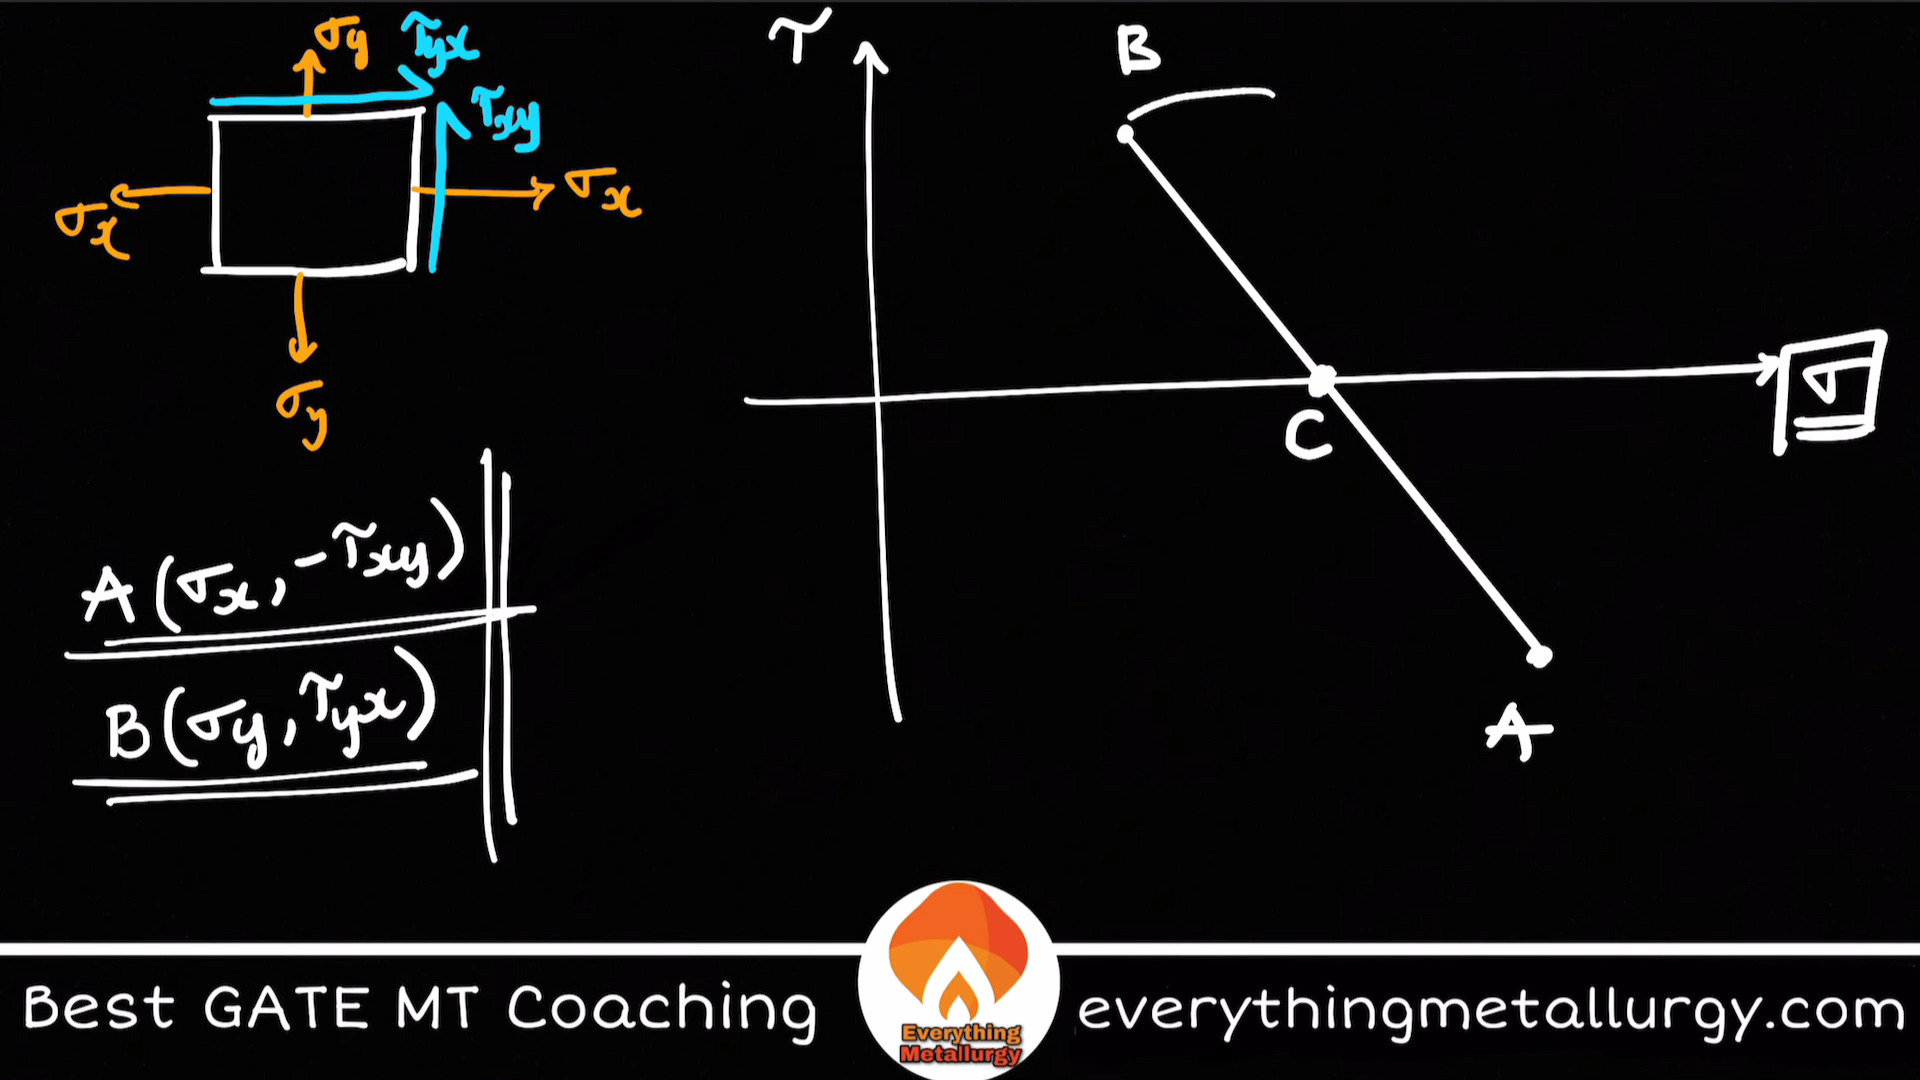 σy
τyx
τxy
σx
σx
σy
A (σx, -τxy)
B (σy, τyx)
τ
B
C
σ
A
Best GATE MT Coaching
Everything
Metallurgy
everythingmetallurgy.com